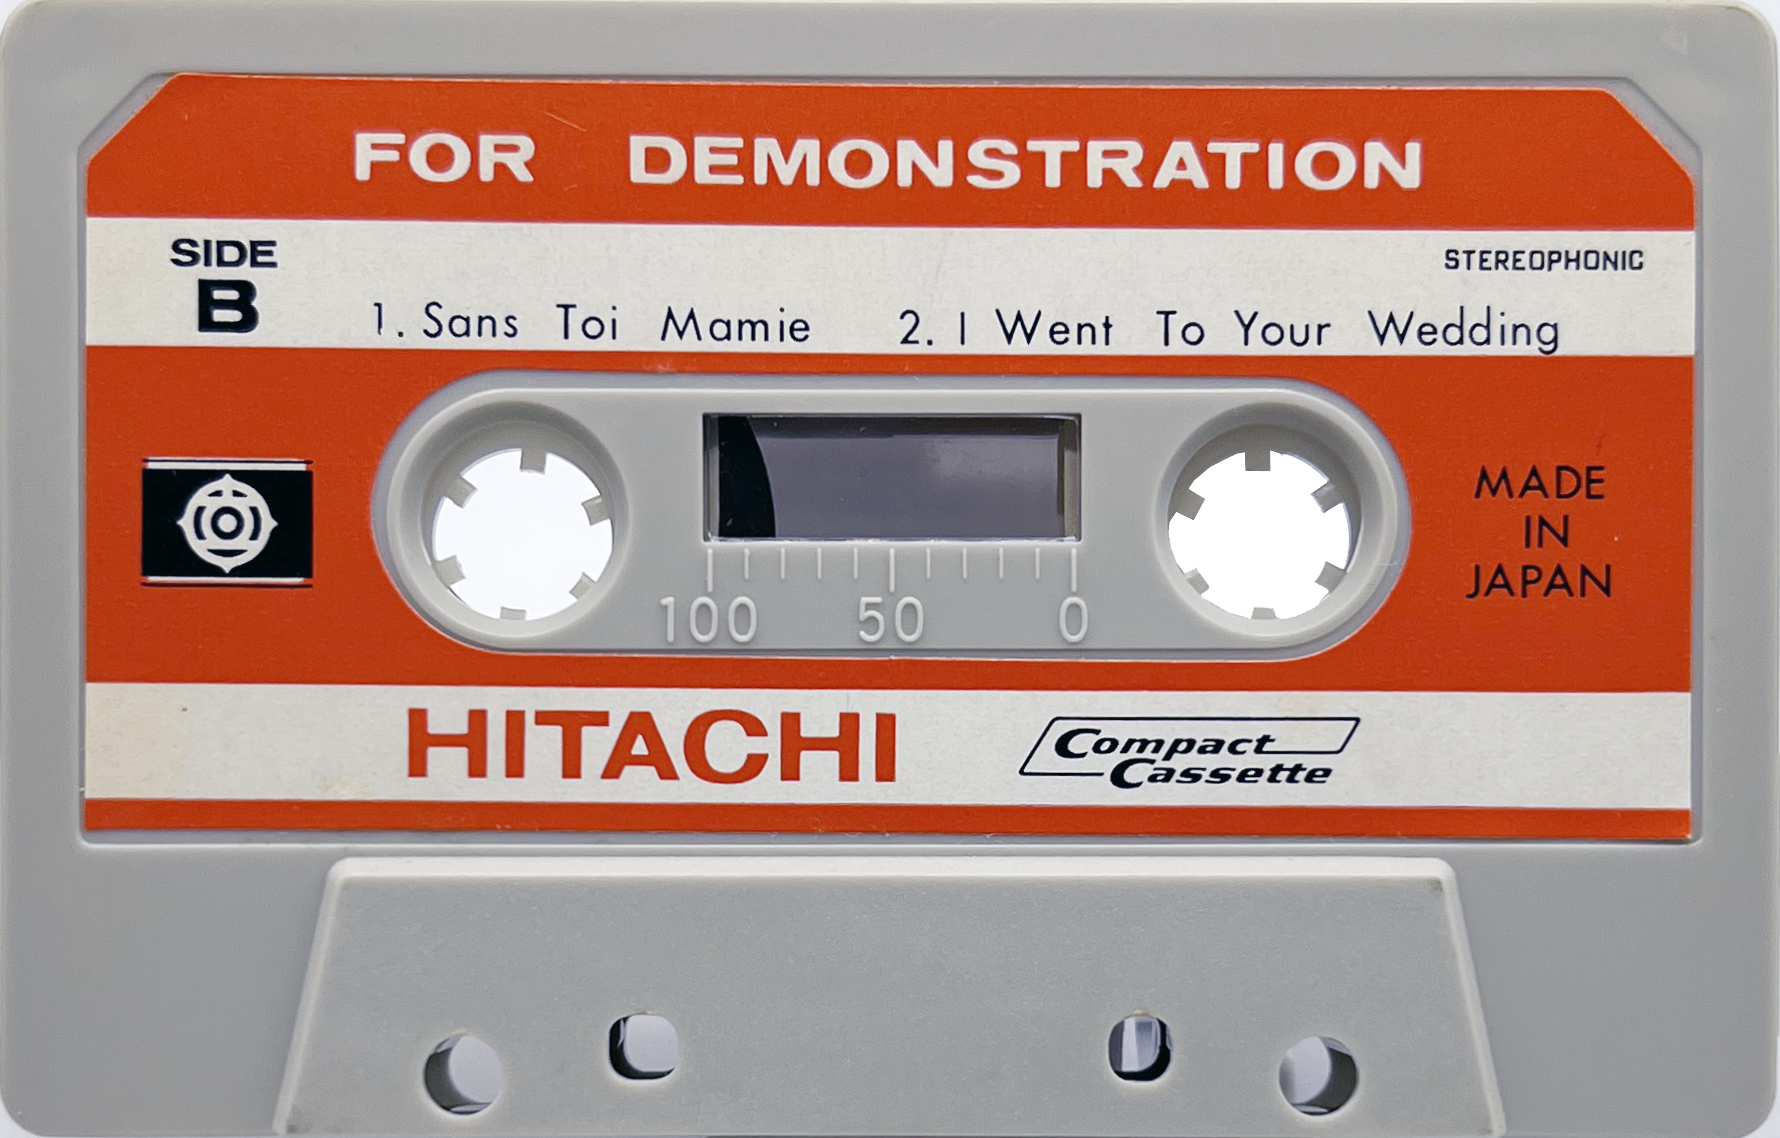 FOR DEMONSTRATION
SIDE
B
STEREOPHONIC
1. Sans Toi Mamie 2. I Went To Your Wedding
MADE
IN
JAPAN
100 50 0
HITACHI
Compact
Cassette